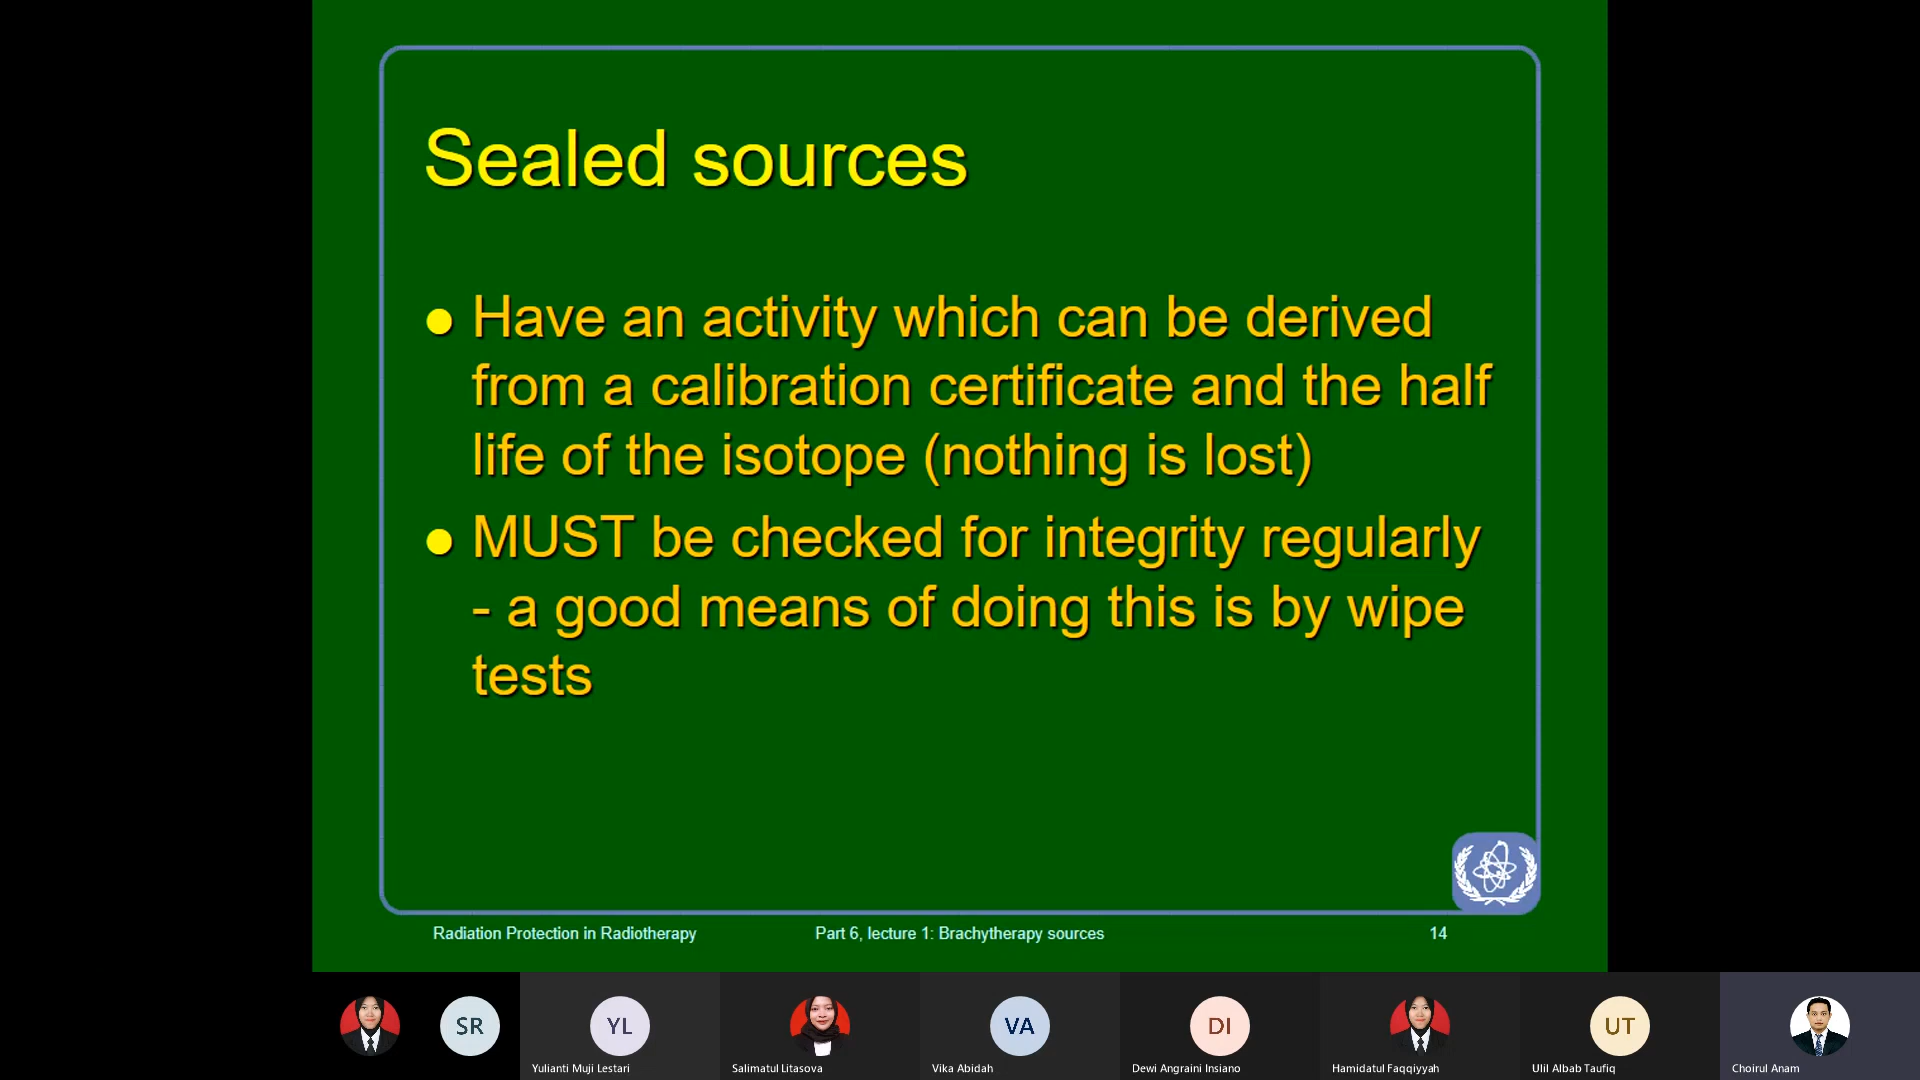 Sealed sources
Have an activity which can be derived
from a calibration certificate and the half
life of the isotope (nothing is lost)
MUST be checked for integrity regularly
- a good means of doing this is by wipe
tests
Radiation Protection in Radiotherapy
Part 6, lecture 1: Brachytherapy sources
14
SR
YL
VA
DI
UT
Yulianti Muji Lestari
Salimatul Litasova
Vika Abidah
Dewi Angraini Insiano
Hamidatul Faqqiyyah
Ulil Albab Taufiq
Choirul Anam